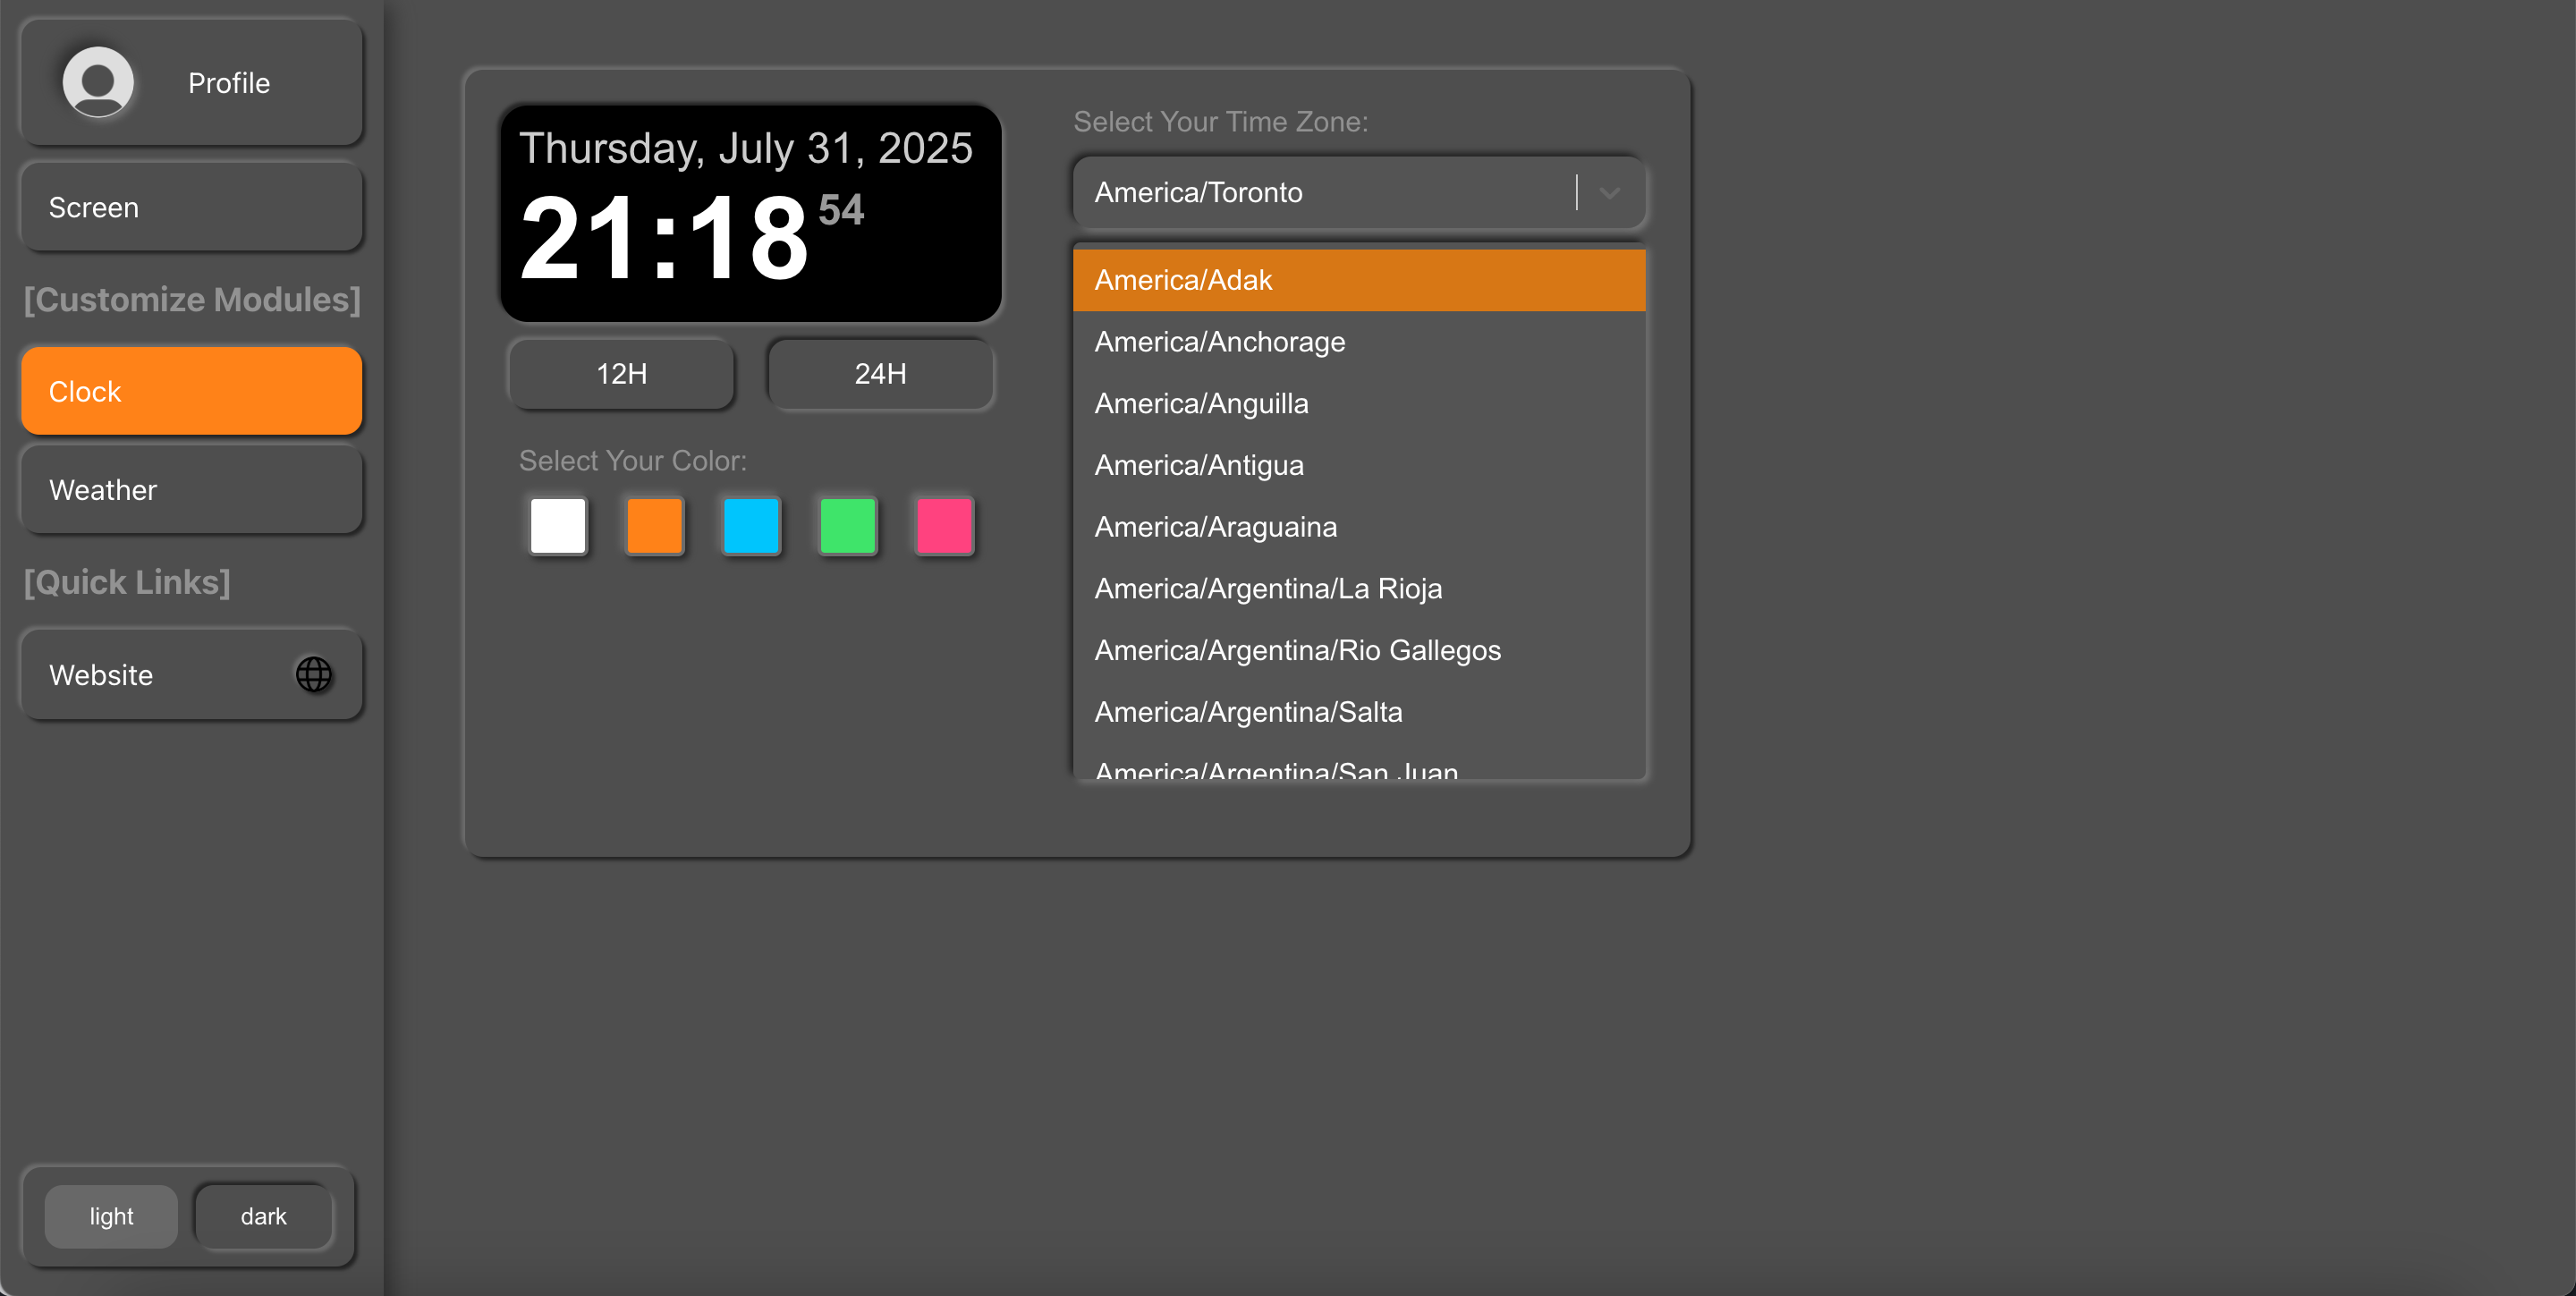 Profile
Screen
[Customize Modules]
Clock
Weather
[Quick Links]
Website
light
dark
Thursday, July 31, 2025
21:18 54
12H
24H
Select Your Color:
Select Your Time Zone:
America/Toronto
America/Adak
America/Anchorage
America/Anguilla
America/Antigua
America/Araguaina
America/Argentina/La Rioja
America/Argentina/Rio Gallegos
America/Argentina/Salta
America/Argentina/San Juan